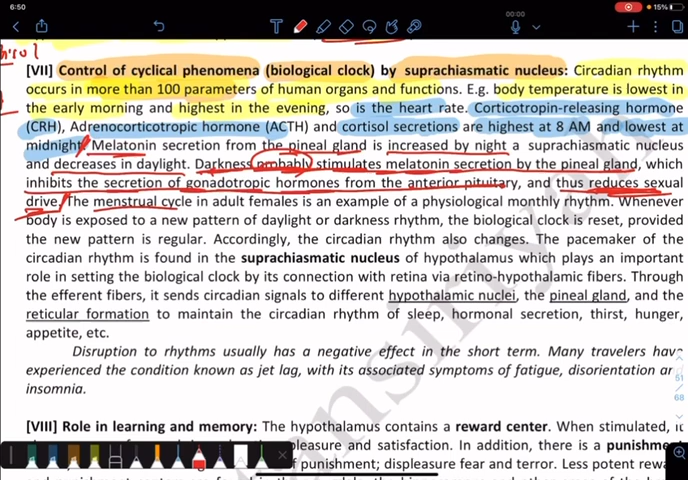 6:50
00:00
15%
[VII] Control of cyclical phenomena (biological clock) by suprachiasmatic nucleus: Circadian rhythm
occurs in more than 100 parameters of human organs and functions. E.g. body temperature is lowest in
the early morning and highest in the evening, so is the heart rate. Corticotropin-releasing hormone
(CRH), Adrenocorticotropic hormone (ACTH) and cortisol secretions are highest at 8 AM and lowest at
midnight. Melatonin secretion from the pineal gland is increased by night a suprachiasmatic nucleus
and decreases in daylight. Darkness probably stimulates melatonin secretion by the pineal gland, which
inhibits the secretion of gonadotropic hormones from the anterior pituitary, and thus reduces sexual
drive. The menstrual cycle in adult females is an example of a physiological monthly rhythm. Whenever
body is exposed to a new pattern of daylight or darkness rhythm, the biological clock is reset, provided
the new pattern is regular. Accordingly, the circadian rhythm also changes. The pacemaker of the
circadian rhythm is found in the suprachiasmatic nucleus of hypothalamus which plays an important
role in setting the biological clock by its connection with retina via retino-hypothalamic fibers. Through
the efferent fibers, it sends circadian signals to different hypothalamic nuclei, the pineal gland, and the
reticular formation to maintain the circadian rhythm of sleep, hormonal secretion, thirst, hunger,
appetite, etc.
Disruption to rhythms usually has a negative effect in the short term. Many travelers have
experienced the condition known as jet lag, with its associated symptoms of fatigue, disorientation and
insomnia.
51
68
[VIII] Role in learning and memory: The hypothalamus contains a reward center. When stimulated, it
pleasure and satisfaction. In addition, there is a punishme
of punishment; displeasure fear and terror. Less potent rewa